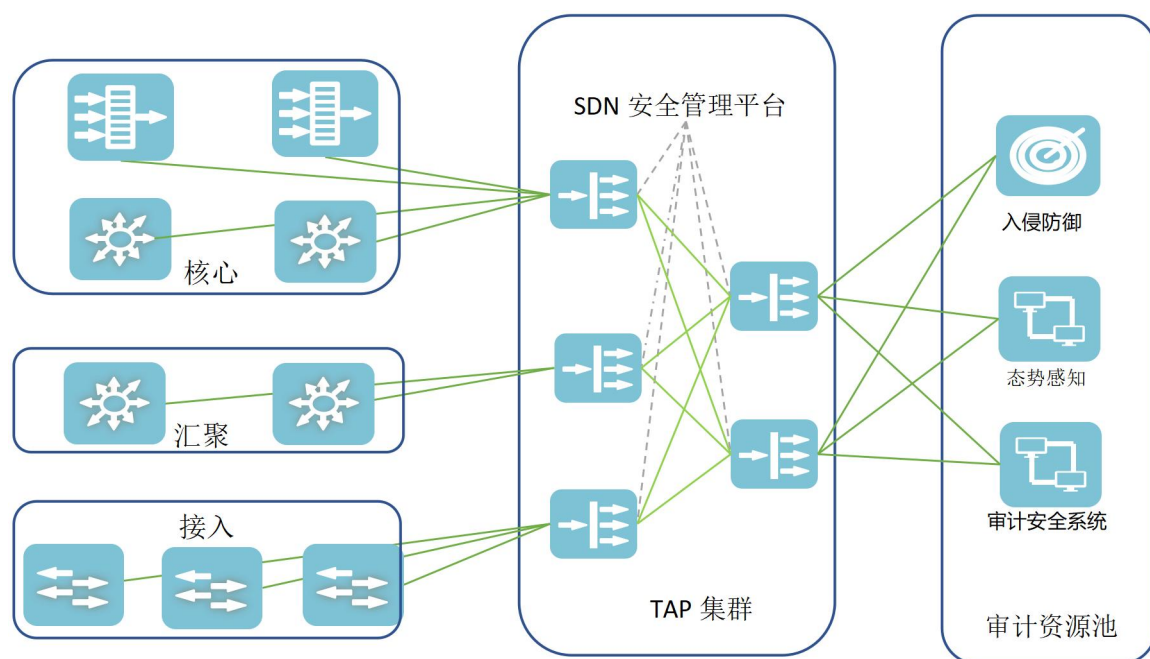 核心
汇聚
接入
SDN 安全管理平台
TAP 集群
入侵防御
态势感知
审计安全系统
审计资源池